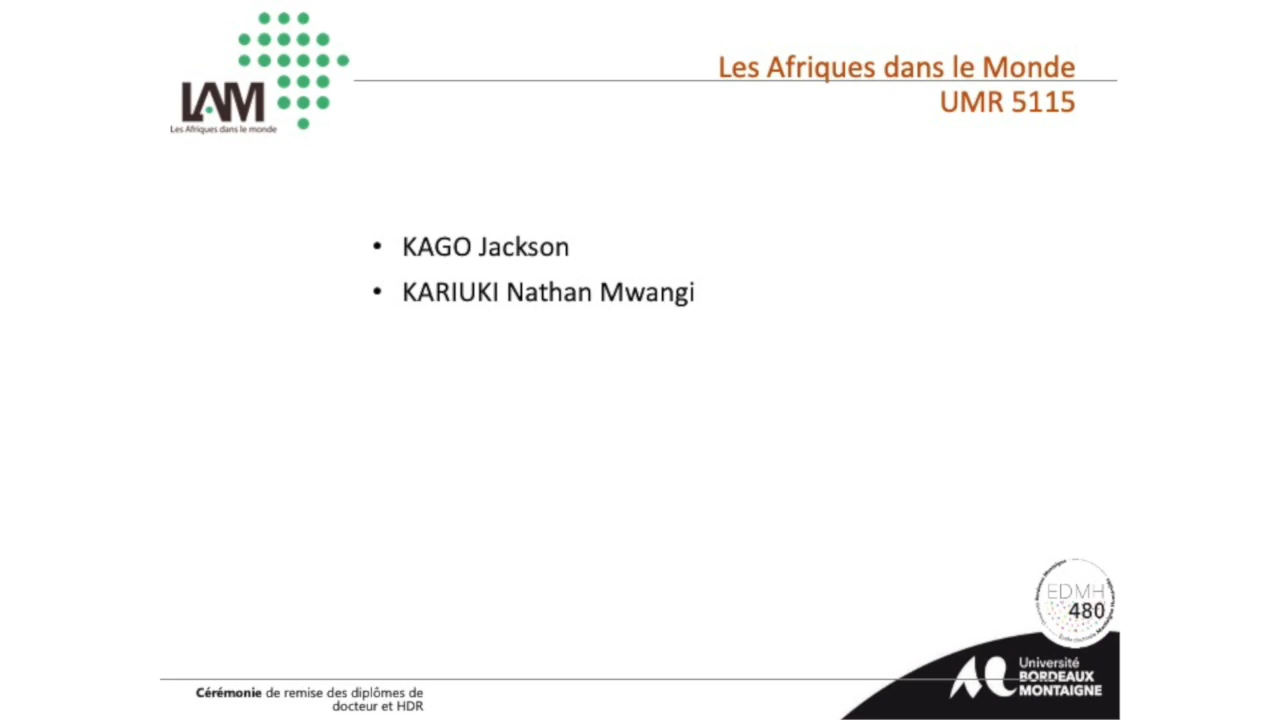 Les Afriques dans le Monde
UMR 5115
LAM
Les Afriques dans le monde
• KAGO Jackson
• KARIUKI Nathan Mwangi
EDMH
480
Université
BORDEAUX
MONTAIGNE
Cérémonie de remise des diplômes de
docteur et HDR